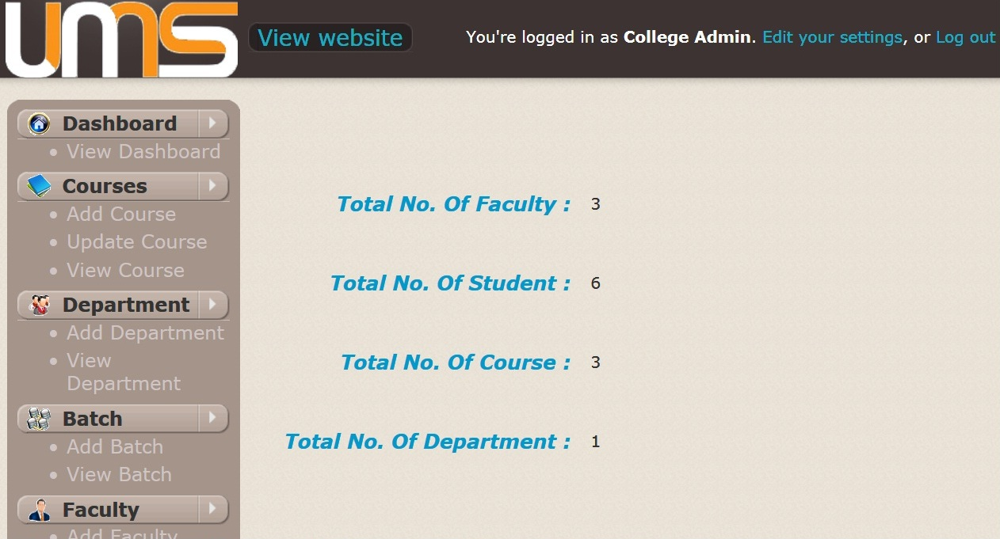 ums
View website
You're logged in as College Admin. Edit your settings, or Log out
Dashboard
View Dashboard
Courses
Add Course
Update Course
View Course
Department
Add Department
View
Department
Batch
Add Batch
View Batch
Faculty
Add Faculty
Total No. Of Faculty : 3
Total No. Of Student : 6
Total No. Of Course : 3
Total No. Of Department : 1